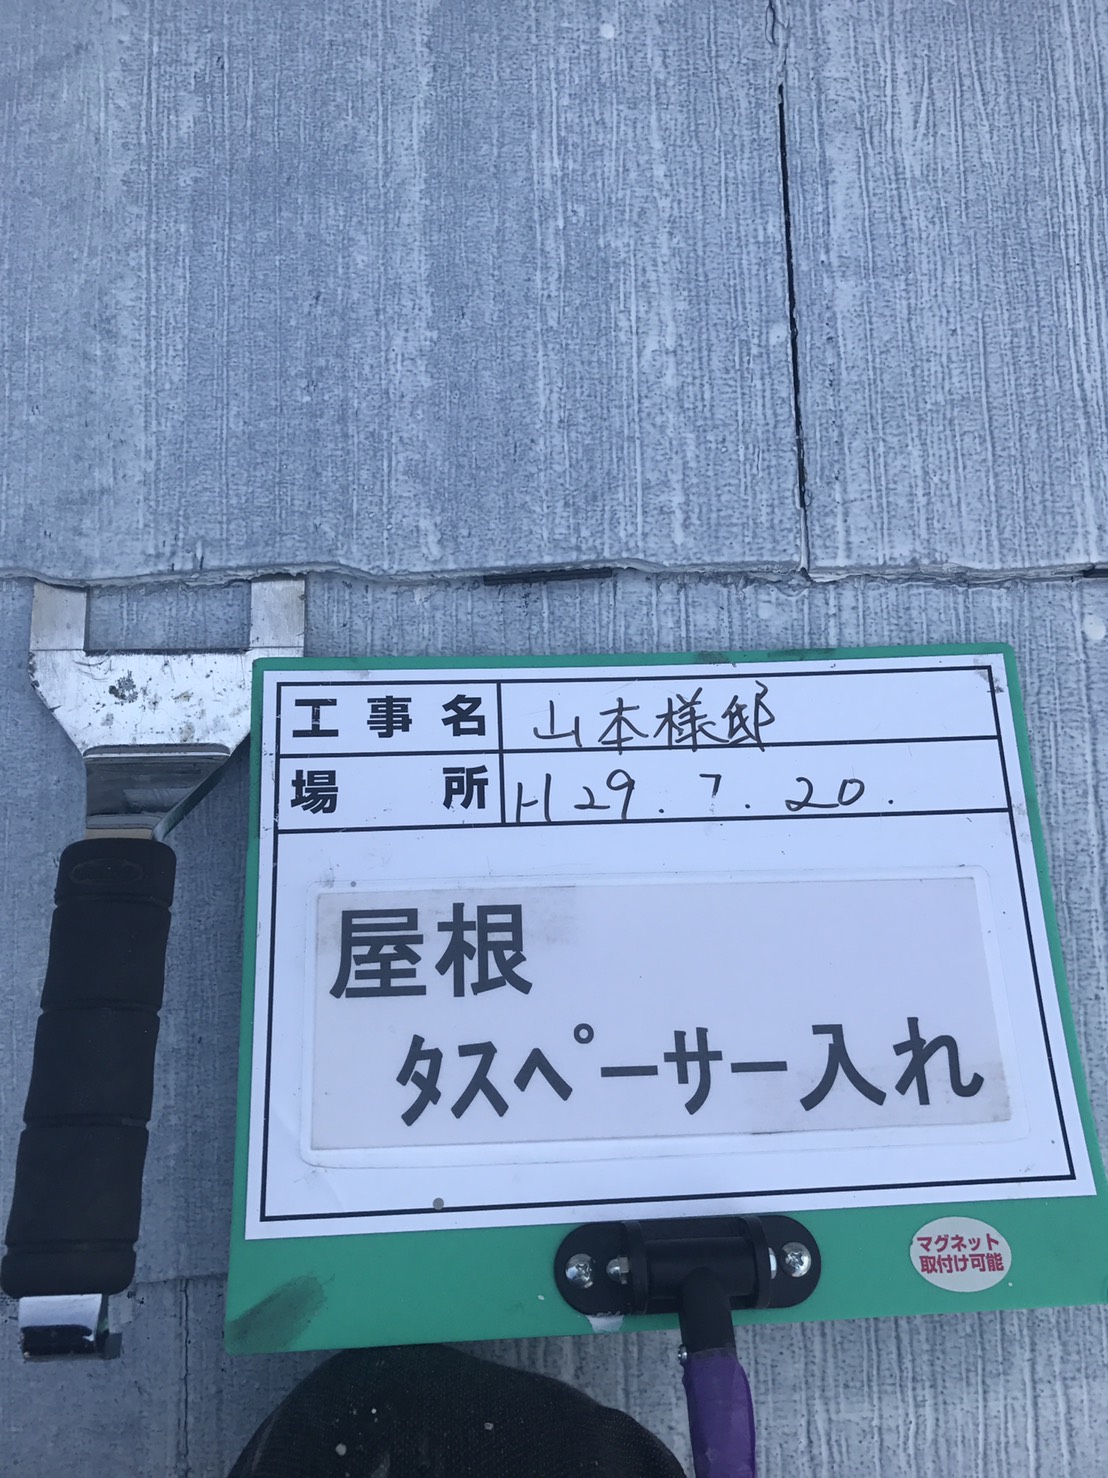 工事名 山本様邸
場所 H29.7.20.
屋根
タスペーサー入れ
マグネット
取付け可能